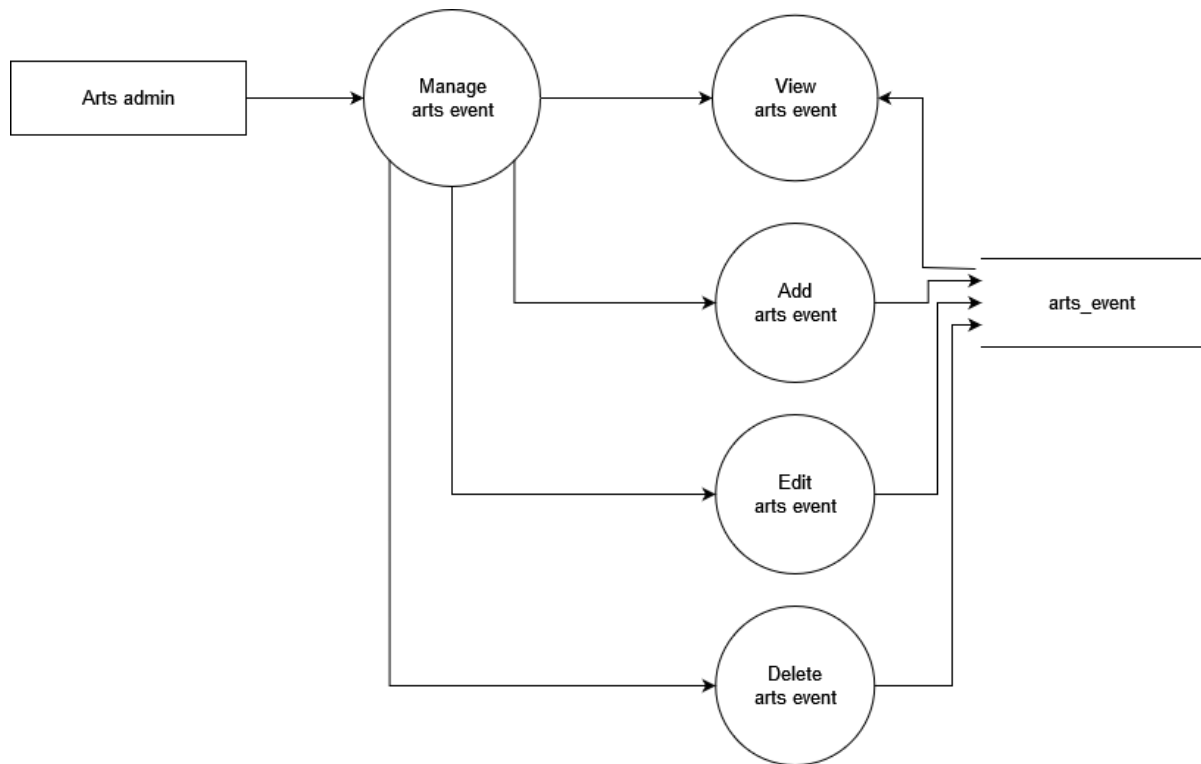 Arts admin
Manage
arts event
View
arts event
Add
arts event
arts_event
Edit
arts event
Delete
arts event